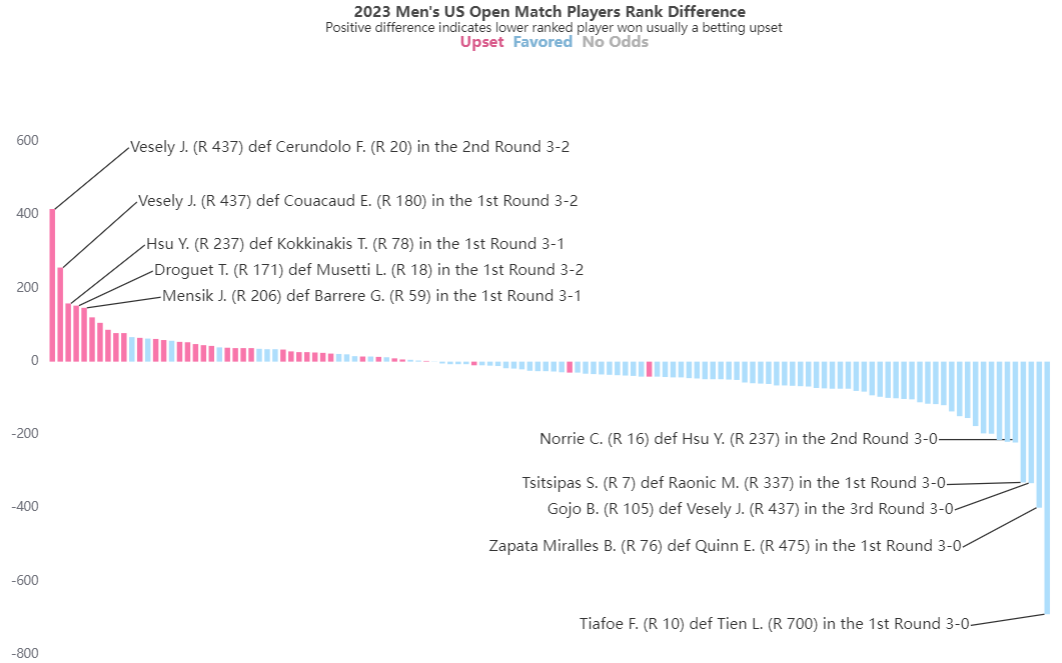 2023 Men's US Open Match Players Rank Difference
Positive difference indicates lower ranked player won usually a betting upset
Upset Favored No Odds
600
Vesely J. (R 437) def Cerundolo F. (R 20) in the 2nd Round 3-2
400
Vesely J. (R 437) def Couacaud E. (R 180) in the 1st Round 3-2
Hsu Y. (R 237) def Kokkinakis T. (R 78) in the 1st Round 3-1
Droguet T. (R 171) def Musetti L. (R 18) in the 1st Round 3-2
200
Mensik J. (R 206) def Barrere G. (R 59) in the 1st Round 3-1
0
-200
Norrie C. (R 16) def Hsu Y. (R 237) in the 2nd Round 3-0
Tsitsipas S. (R 7) def Raonic M. (R 337) in the 1st Round 3-0
-400
Gojo B. (R 105) def Vesely J. (R 437) in the 3rd Round 3-0
Zapata Miralles B. (R 76) def Quinn E. (R 475) in the 1st Round 3-0
-600
Tiafoe F. (R 10) def Tien L. (R 700) in the 1st Round 3-0
-800